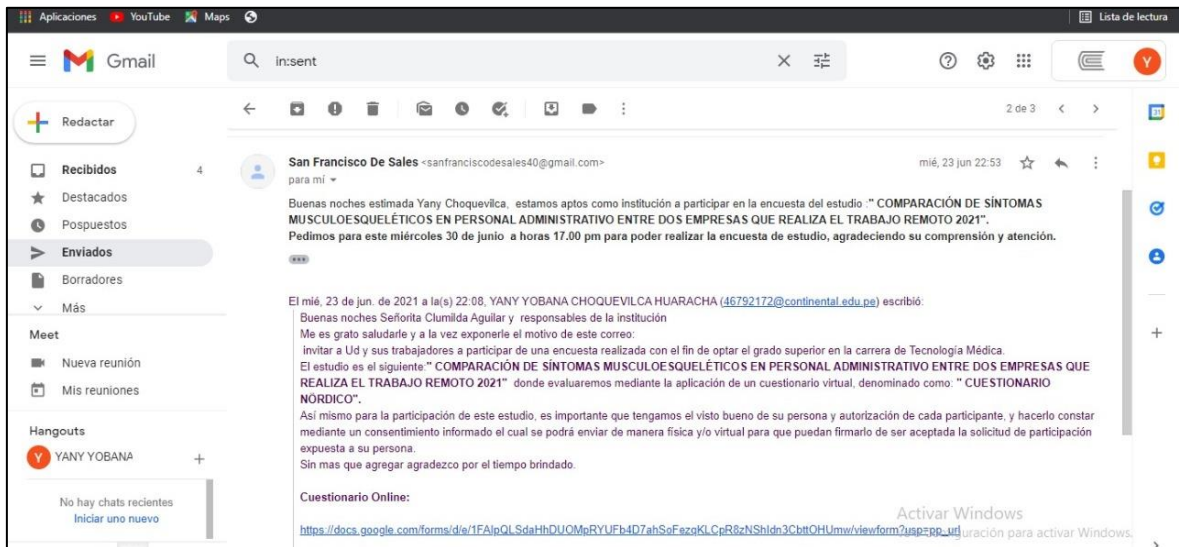 Aplicaciones YouTube Maps Lista de lectura
Gmail
in:sent
Y
Redactar
2 de 3
Recibidos 4
Destacados
Pospuestos
Enviados
Borradores
Más
Meet
Nueva reunión
Mis reuniones
Hangouts
Y YANY YOBANA
No hay chats recientes
Iniciar uno nuevo
31
San Francisco De Sales <sanfranciscodesales40@gmail.com> mié, 23 jun 22:53
para mí
Buenas noches estimada Yany Choquevilca, estamos aptos como institución a participar en la encuesta del estudio :" COMPARACIÓN DE SÍNTOMAS
MUSCULOESQUELÉTICOS EN PERSONAL ADMINISTRATIVO ENTRE DOS EMPRESAS QUE REALIZA EL TRABAJO REMOTO 2021".
Pedimos para este miércoles 30 de junio a horas 17.00 pm para poder realizar la encuesta de estudio, agradeciendo su comprensión y atención.
El mié, 23 de jun. de 2021 a la(s) 22:08, YANY YOBANA CHOQUEVILCA HUARACHA (46792172@continental.edu.pe) escribió:
Buenas noches Señorita Clumilda Aguilar y responsables de la institución
Me es grato saludarle y a la vez exponerle el motivo de este correo:
invitar a Ud y sus trabajadores a participar de una encuesta realizada con el fin de optar el grado superior en la carrera de Tecnología Médica.
El estudio es el siguiente:" COMPARACIÓN DE SÍNTOMAS MUSCULOESQUELÉTICOS EN PERSONAL ADMINISTRATIVO ENTRE DOS EMPRESAS QUE
REALIZA EL TRABAJO REMOTO 2021" donde evaluaremos mediante la aplicación de un cuestionario virtual, denominado como: " CUESTIONARIO
NÓRDICO".
Así mismo para la participación de este estudio, es importante que tengamos el visto bueno de su persona y autorización de cada participante, y hacerlo constar
mediante un consentimiento informado el cual se podrá enviar de manera física y/o virtual para que puedan firmarlo de ser aceptada la solicitud de participación
expuesta a su persona.
Sin mas que agregar agradezco por el tiempo brindado.
Cuestionario Online:
Activar Windows
https://docs.google.com/forms/d/e/1FAIpQLSdaHhDUOMpRYUFb4D7ahSoFezqKLCpR8zNShIdn3CbttOHUmw/viewform?usp=pp_url
para activar Windows.